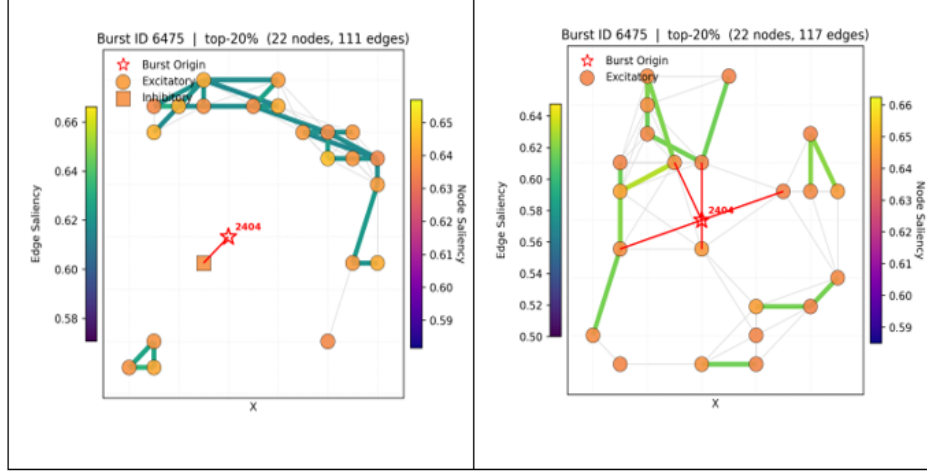 Burst ID 6475 | top-20% (22 nodes, 111 edges)
Burst Origin
Excitatory
Inhibitory
0.66
0.64
0.62
0.60
0.58
Edge Saliency
2404
0.65
0.64
0.63
0.62
0.61
0.60
0.59
Node Saliency
X
Burst ID 6475 | top-20% (22 nodes, 117 edges)
Burst Origin
Excitatory
0.64
0.62
0.60
0.58
0.56
0.54
0.52
0.50
Edge Saliency
2404
0.66
0.65
0.64
0.63
0.62
0.61
0.60
0.59
Node Saliency
X